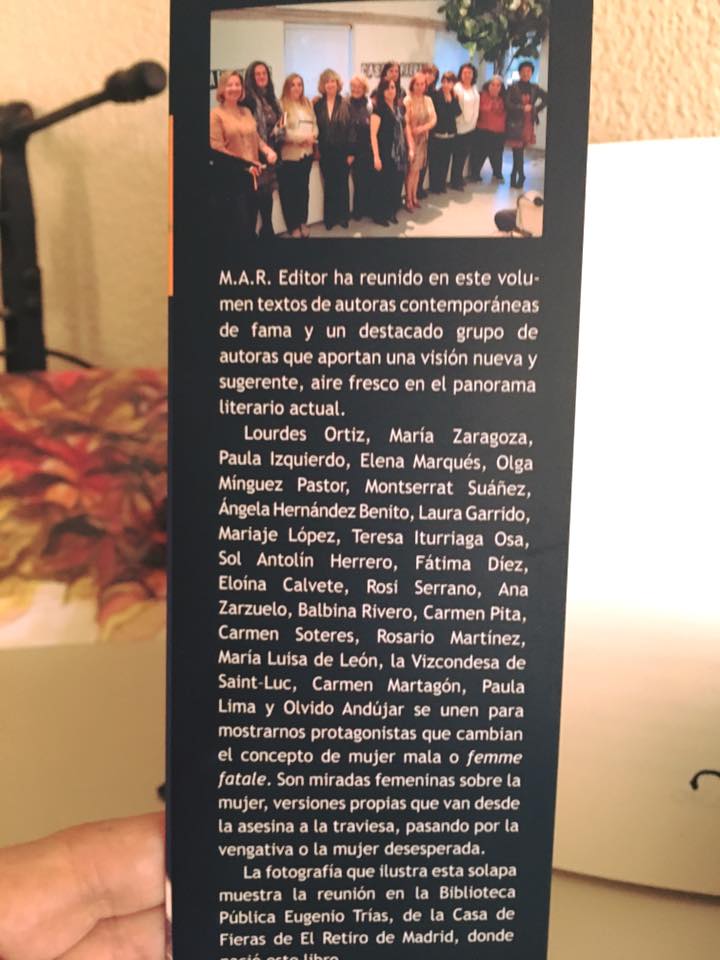 M.A.R. Editor ha reunido en este volu-
men textos de autoras contemporáneas
de fama y un destacado grupo de
autoras que aportan una visión nueva y
sugerente, aire fresco en el panorama
literario actual.
Lourdes Ortiz, María Zaragoza,
Paula Izquierdo, Elena Marqués, Olga
Mínguez Pastor, Montserrat Suáñez,
Ángela Hernández Benito, Laura Garrido,
Mariaje López, Teresa Iturriaga Osa,
Sol Antolín Herrero, Fátima Díez,
Eloína Calvete, Rosi Serrano, Ana
Zarzuelo, Balbina Rivero, Carmen Pita,
Carmen Soteres, Rosario Martínez,
María Luisa de León, la Vizcondesa de
Saint-Luc, Carmen Martagón, Paula
Lima y Olvido Andújar se unen para
mostrarnos protagonistas que cambian
el concepto de mujer mala o femme
fatale. Son miradas femeninas sobre la
mujer, versiones propias que van desde
la asesina a la traviesa, pasando por la
vengativa o la mujer desesperada.
La fotografía que ilustra esta solapa
muestra la reunión en la Biblioteca
Pública Eugenio Trías, de la Casa de
Fieras de El Retiro de Madrid, donde
nació este libro.